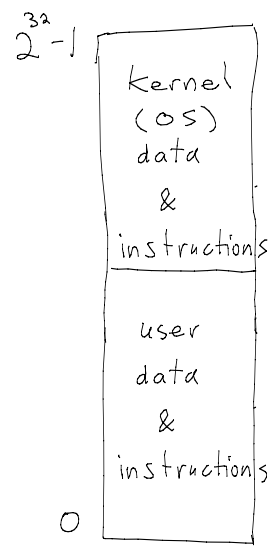 2^32-1
kernel
(OS)
data
&
instructions
user
data
&
instructions
0